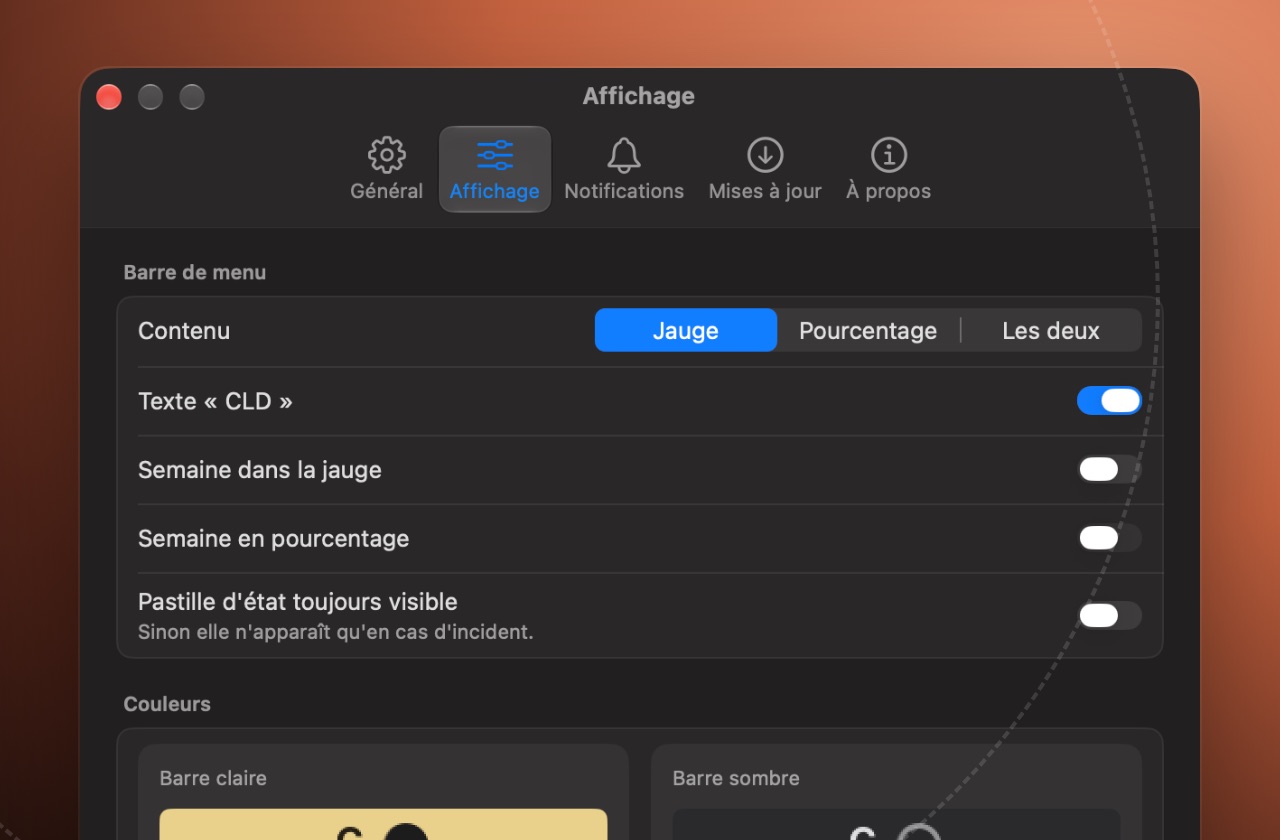 Affichage
Général
Affichage
Notifications
Mises à jour
À propos
Barre de menu
Contenu
Jauge
Pourcentage
Les deux
Texte « CLD »
Semaine dans la jauge
Semaine en pourcentage
Pastille d'état toujours visible
Sinon elle n'apparaît qu'en cas d'incident.
Couleurs
Barre claire
Barre sombre